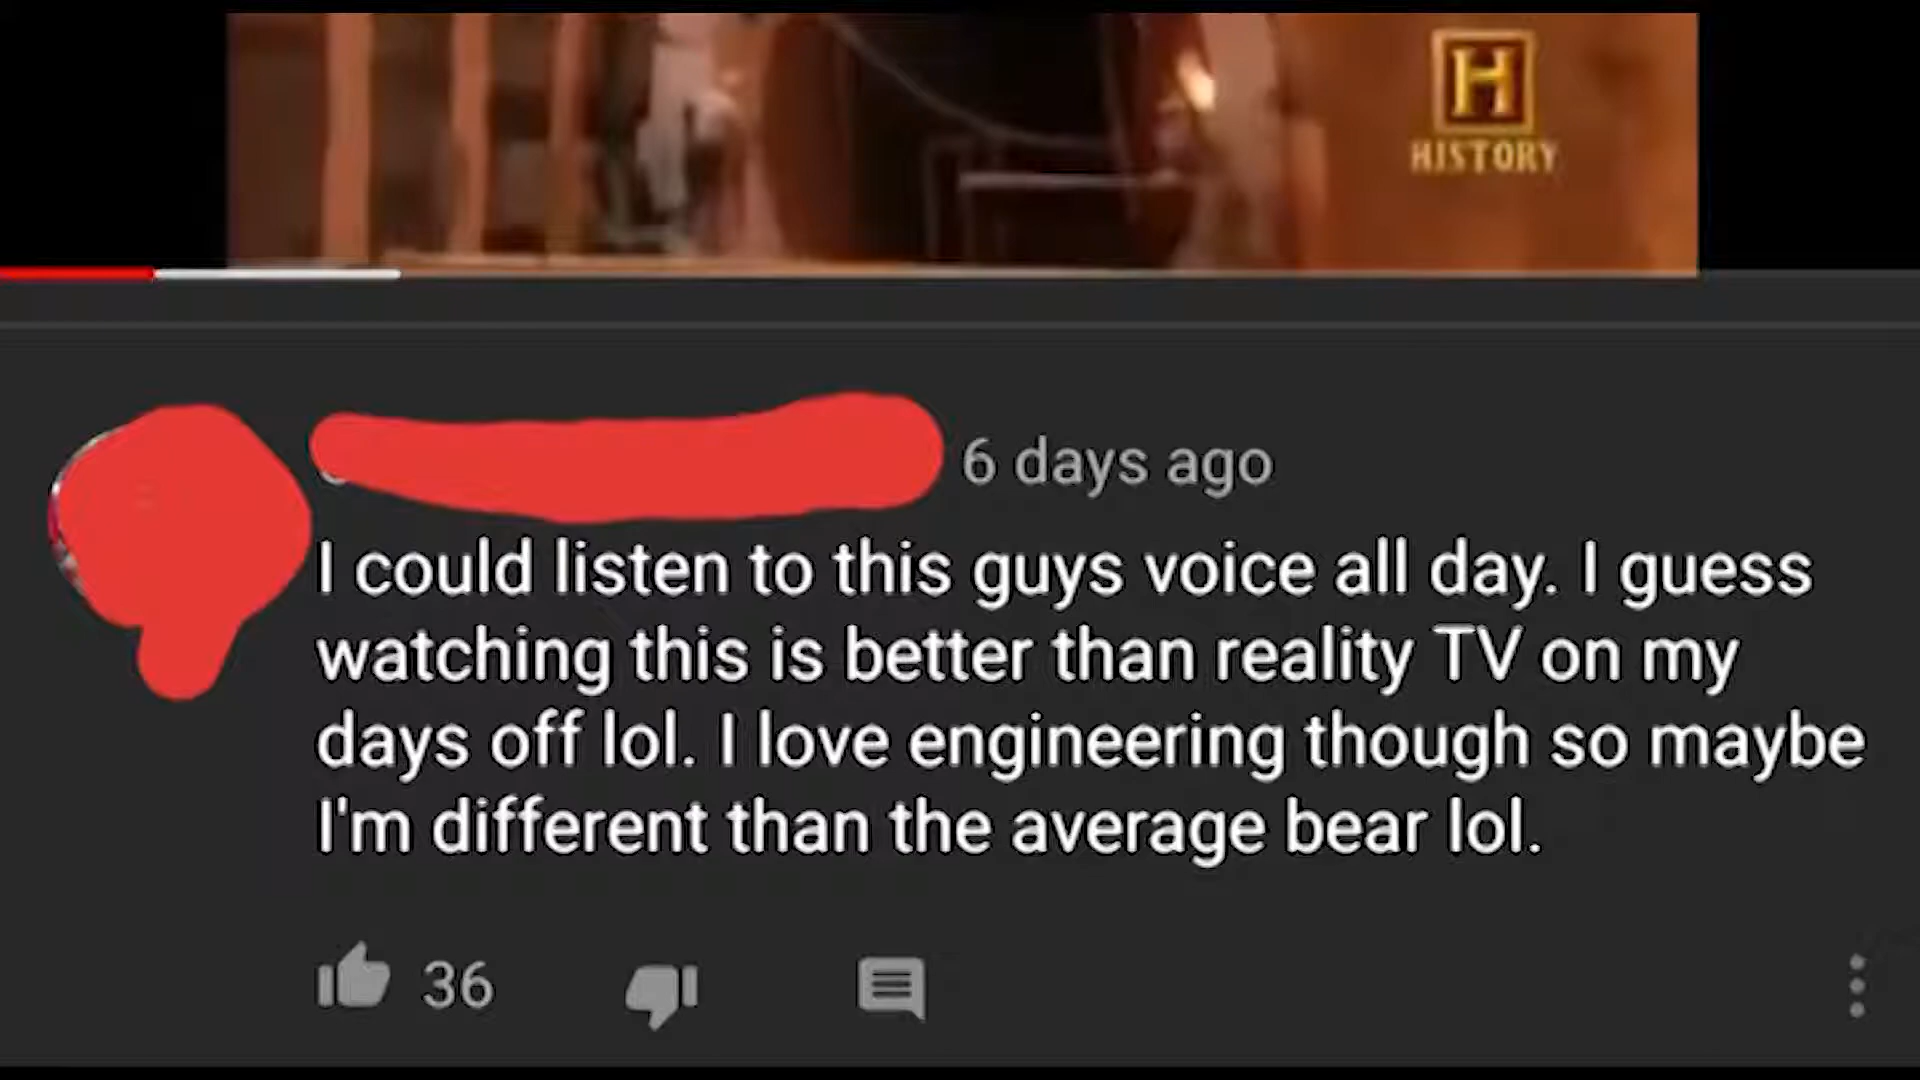 H
HISTORY
6 days ago
I could listen to this guys voice all day. I guess
watching this is better than reality TV on my
days off lol. I love engineering though so maybe
I'm different than the average bear lol.
36